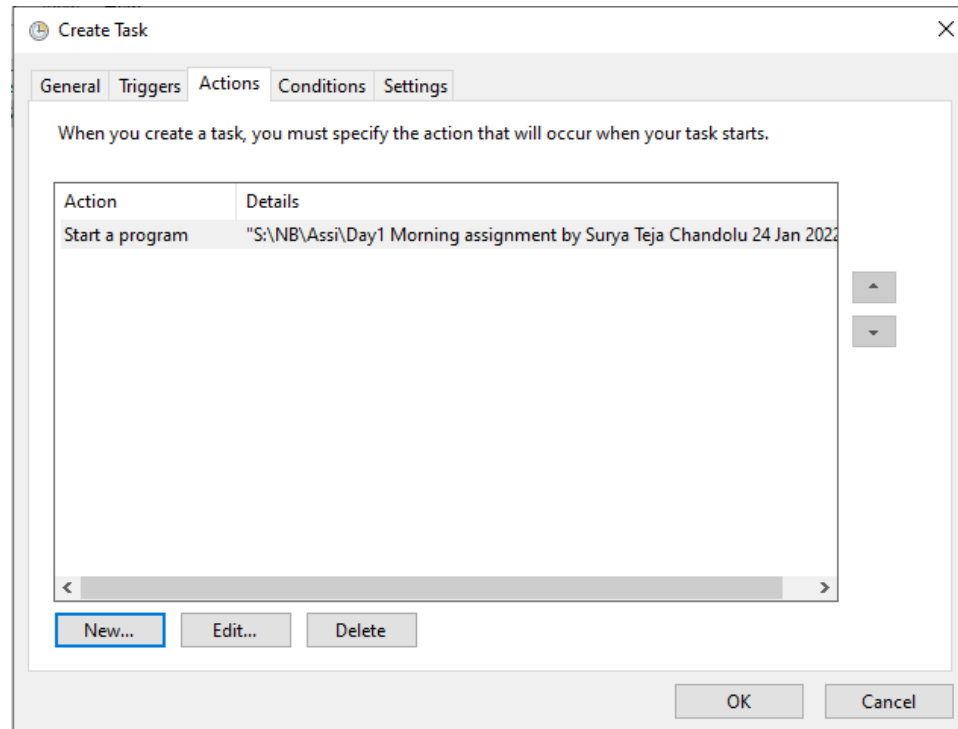 Create Task
General Triggers Actions Conditions Settings
When you create a task, you must specify the action that will occur when your task starts.
Action Details
Start a program "S:\NB\Assi\Day1 Morning assignment by Surya Teja Chandolu 24 Jan 2022
New... Edit... Delete
OK Cancel